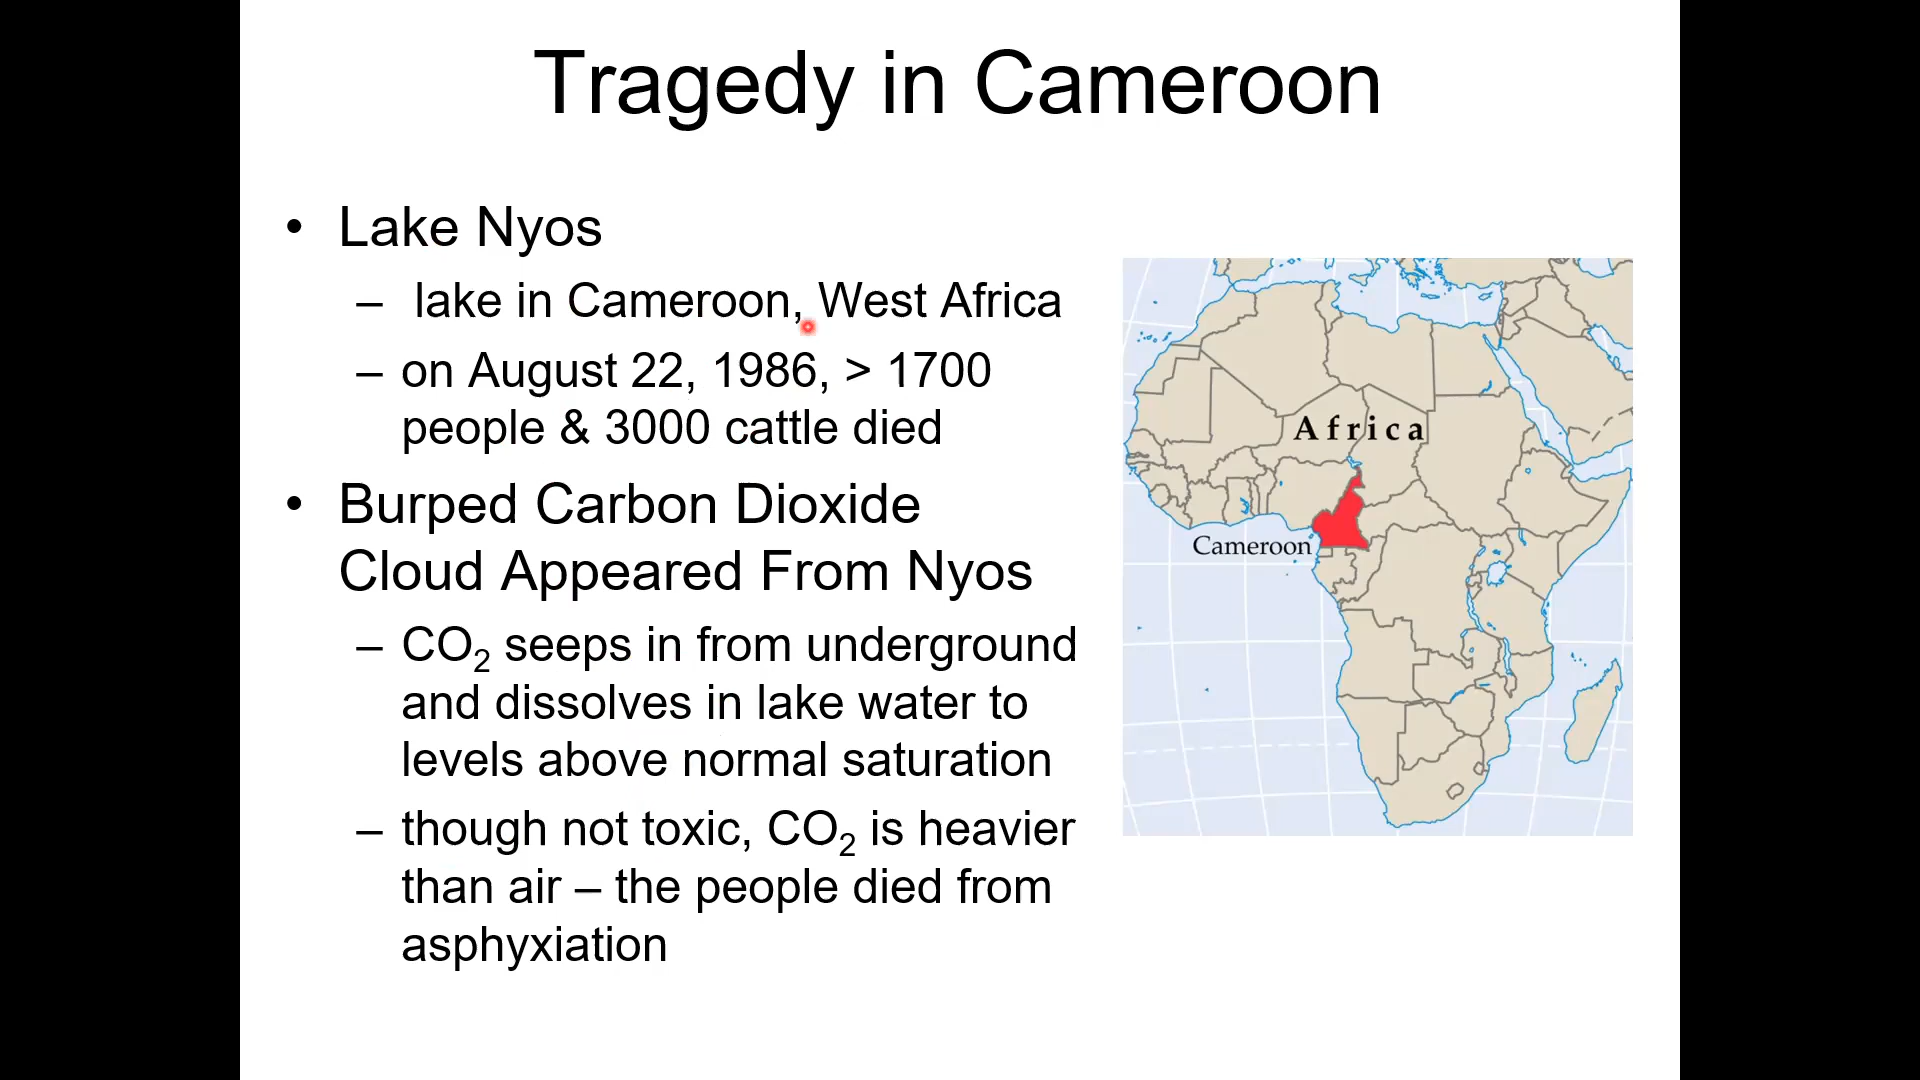 Tragedy in Cameroon
• Lake Nyos
– lake in Cameroon, West Africa
– on August 22, 1986, > 1700
people & 3000 cattle died
• Burped Carbon Dioxide
Cloud Appeared From Nyos
– CO₂ seeps in from underground
and dissolves in lake water to
levels above normal saturation
– though not toxic, CO₂ is heavier
than air – the people died from
asphyxiation
Africa
Cameroon